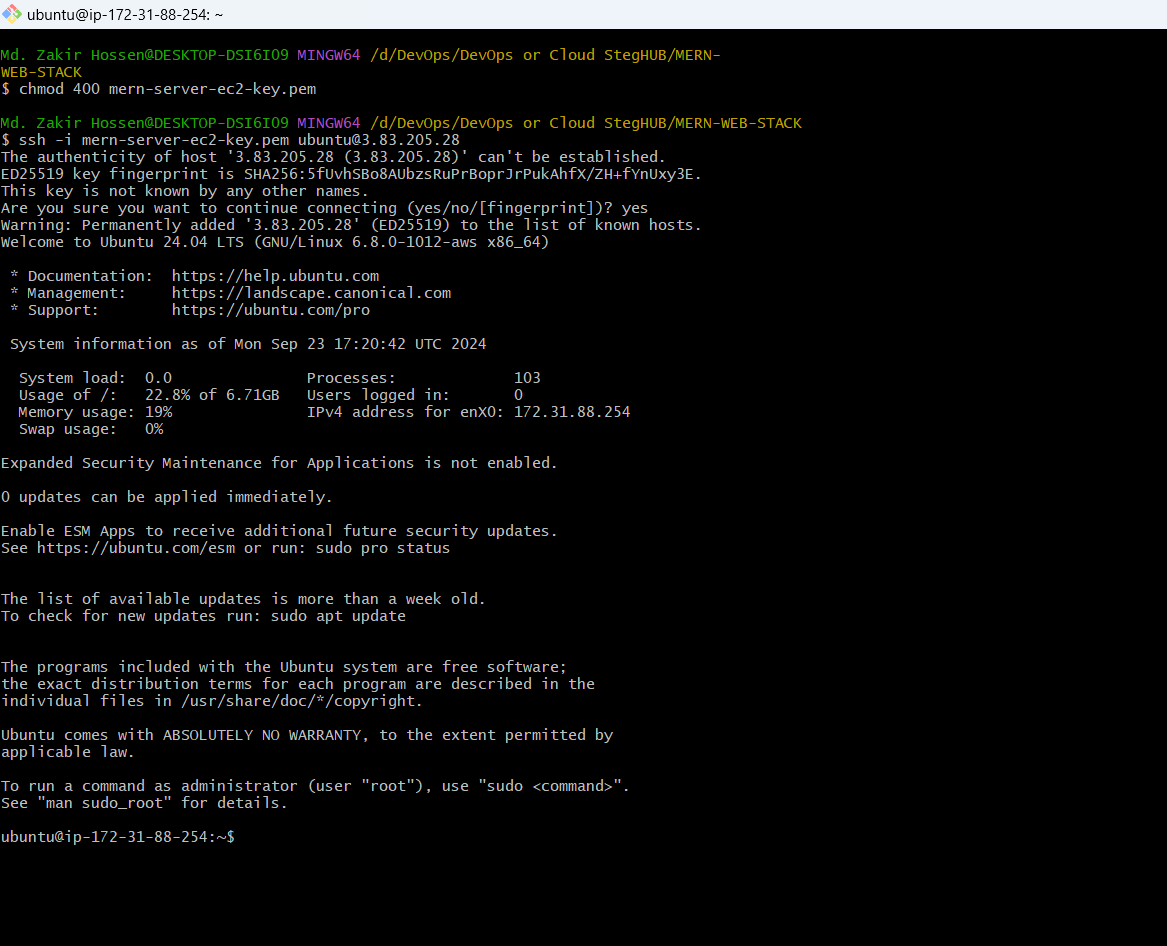 ubuntu@ip-172-31-88-254: ~
Md. Zakir Hossen@DESKTOP-DSI6IO9 MINGW64 /d/DevOps/DevOps or Cloud StegHUB/MERN-
WEB-STACK
$ chmod 400 mern-server-ec2-key.pem
Md. Zakir Hossen@DESKTOP-DSI6IO9 MINGW64 /d/DevOps/DevOps or Cloud StegHUB/MERN-WEB-STACK
$ ssh -i mern-server-ec2-key.pem ubuntu@3.83.205.28
The authenticity of host '3.83.205.28 (3.83.205.28)' can't be established.
ED25519 key fingerprint is SHA256:5fUvhSBo8AUbzsRuPrBoprJrPukAhfX/ZH+fYnUxy3E.
This key is not known by any other names.
Are you sure you want to continue connecting (yes/no/[fingerprint])? yes
Warning: Permanently added '3.83.205.28' (ED25519) to the list of known hosts.
Welcome to Ubuntu 24.04 LTS (GNU/Linux 6.8.0-1012-aws x86_64)
* Documentation:  https://help.ubuntu.com
* Management:     https://landscape.canonical.com
* Support:        https://ubuntu.com/pro
System information as of Mon Sep 23 17:20:42 UTC 2024
System load:  0.0               Processes:             103
Usage of /:   22.8% of 6.71GB   Users logged in:       0
Memory usage: 19%               IPv4 address for enX0: 172.31.88.254
Swap usage:   0%
Expanded Security Maintenance for Applications is not enabled.
0 updates can be applied immediately.
Enable ESM Apps to receive additional future security updates.
See https://ubuntu.com/esm or run: sudo pro status
The list of available updates is more than a week old.
To check for new updates run: sudo apt update
The programs included with the Ubuntu system are free software;
the exact distribution terms for each program are described in the
individual files in /usr/share/doc/*/copyright.
Ubuntu comes with ABSOLUTELY NO WARRANTY, to the extent permitted by
applicable law.
To run a command as administrator (user "root"), use "sudo <command>".
See "man sudo_root" for details.
ubuntu@ip-172-31-88-254:~$